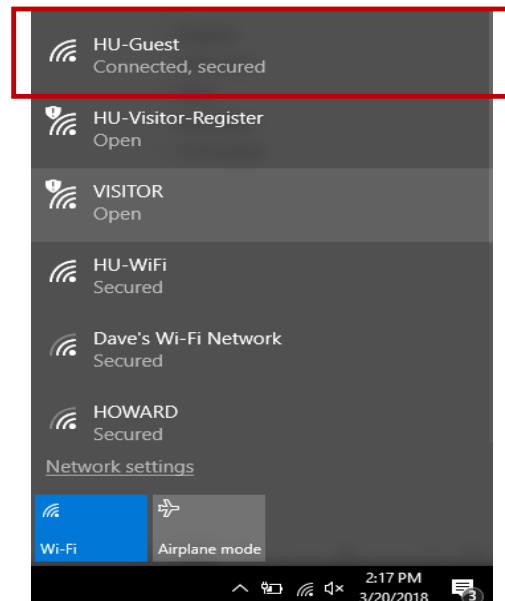 HU-Guest
Connected, secured
HU-Visitor-Register
Open
VISITOR
Open
HU-WiFi
Secured
Dave's Wi-Fi Network
Secured
HOWARD
Secured
Network settings
Wi-Fi
Airplane mode
2:17 PM
3/20/2018
3